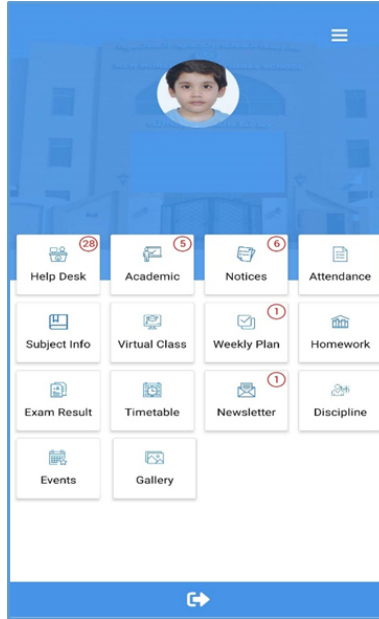 28
5
6
Help Desk
Academic
Notices
Attendance
1
Subject Info
Virtual Class
Weekly Plan
Homework
1
Exam Result
Timetable
Newsletter
Discipline
Events
Gallery